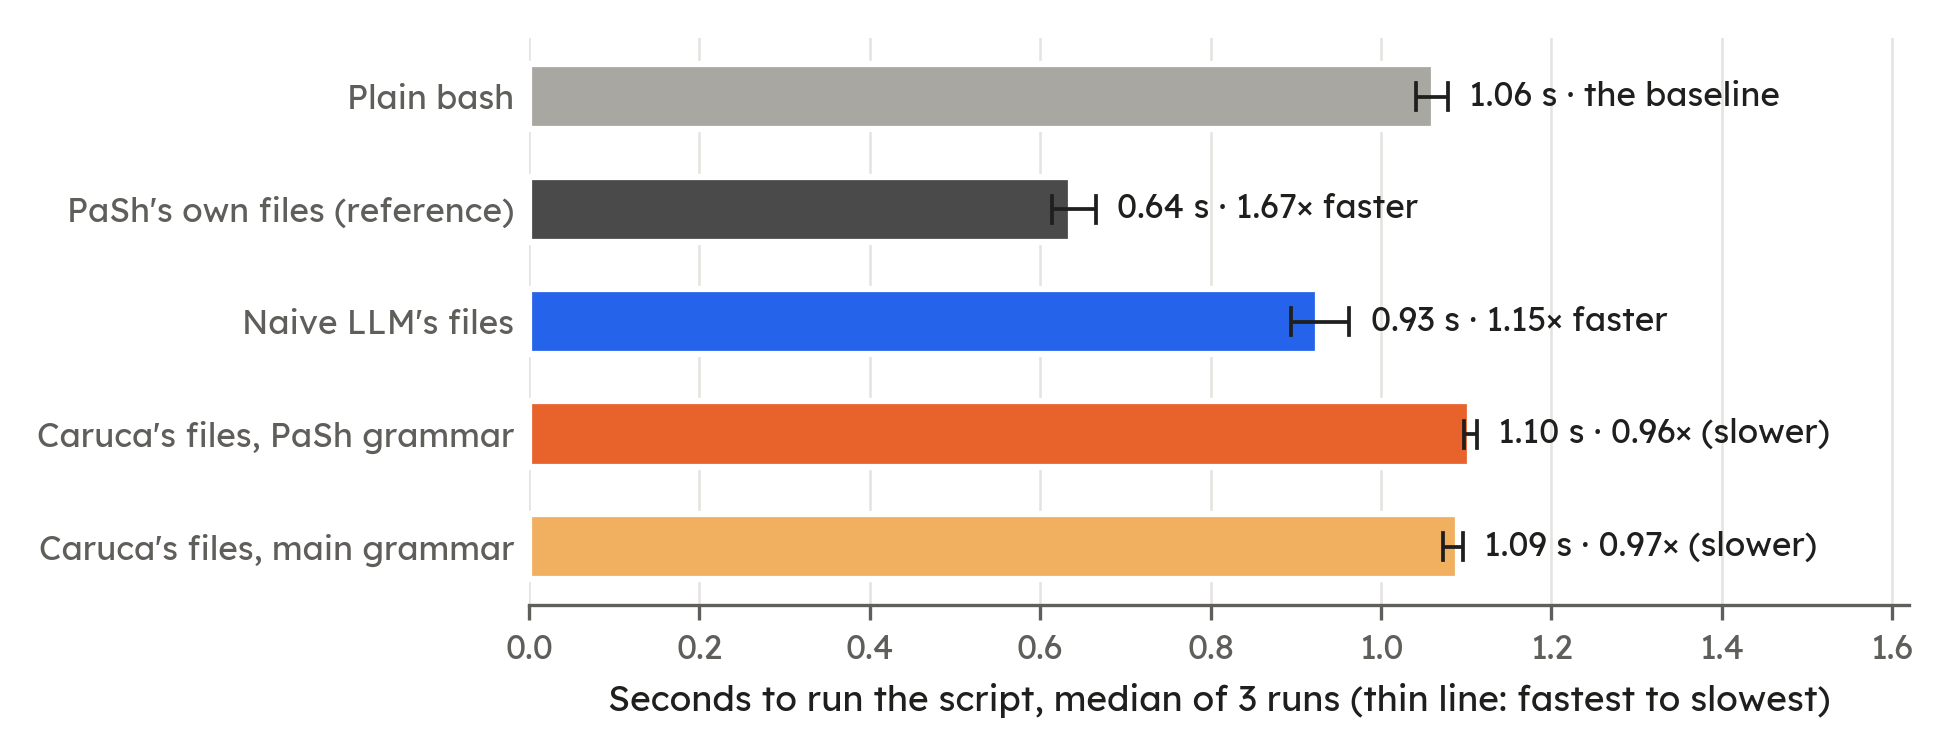 Plain bash
1.06 s · the baseline
PaSh's own files (reference)
0.64 s · 1.67× faster
Naive LLM's files
0.93 s · 1.15× faster
Caruca's files, PaSh grammar
1.10 s · 0.96× (slower)
Caruca's files, main grammar
1.09 s · 0.97× (slower)
0.0 0.2 0.4 0.6 0.8 1.0 1.2 1.4 1.6
Seconds to run the script, median of 3 runs (thin line: fastest to slowest)